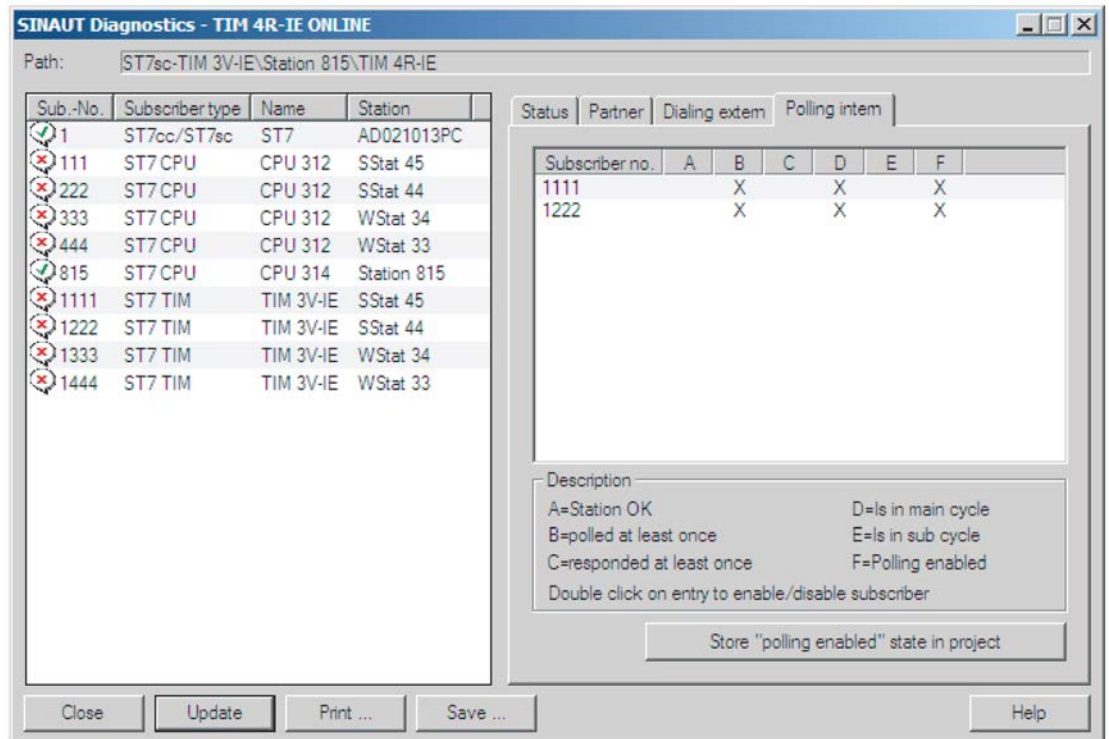 SINAUT Diagnostics - TIM 4R-IE ONLINE
Path: ST7sc-TIM 3V-IE\Station 815\TIM 4R-IE
Sub.-No. Subscriber type Name Station
1 ST7cc/ST7sc ST7 AD021013PC
111 ST7 CPU CPU 312 SStat 45
222 ST7 CPU CPU 312 SStat 44
333 ST7 CPU CPU 312 WStat 34
444 ST7 CPU CPU 312 WStat 33
815 ST7 CPU CPU 314 Station 815
1111 ST7 TIM TIM 3V-IE SStat 45
1222 ST7 TIM TIM 3V-IE SStat 44
1333 ST7 TIM TIM 3V-IE WStat 34
1444 ST7 TIM TIM 3V-IE WStat 33
Status Partner Dialing extern Polling intern
Subscriber no. A B C D E F
1111 X X X
1222 X X X
Description
A=Station OK D=Is in main cycle
B=polled at least once E=Is in sub cycle
C=responded at least once F=Polling enabled
Double click on entry to enable/disable subscriber
Store "polling enabled" state in project
Close Update Print ... Save ... Help